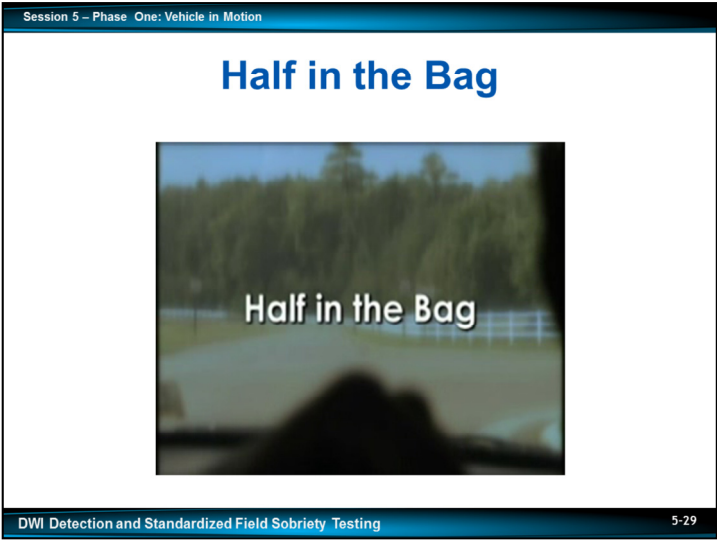 Session 5 – Phase One: Vehicle in Motion
Half in the Bag
Half in the Bag
DWI Detection and Standardized Field Sobriety Testing
5-29